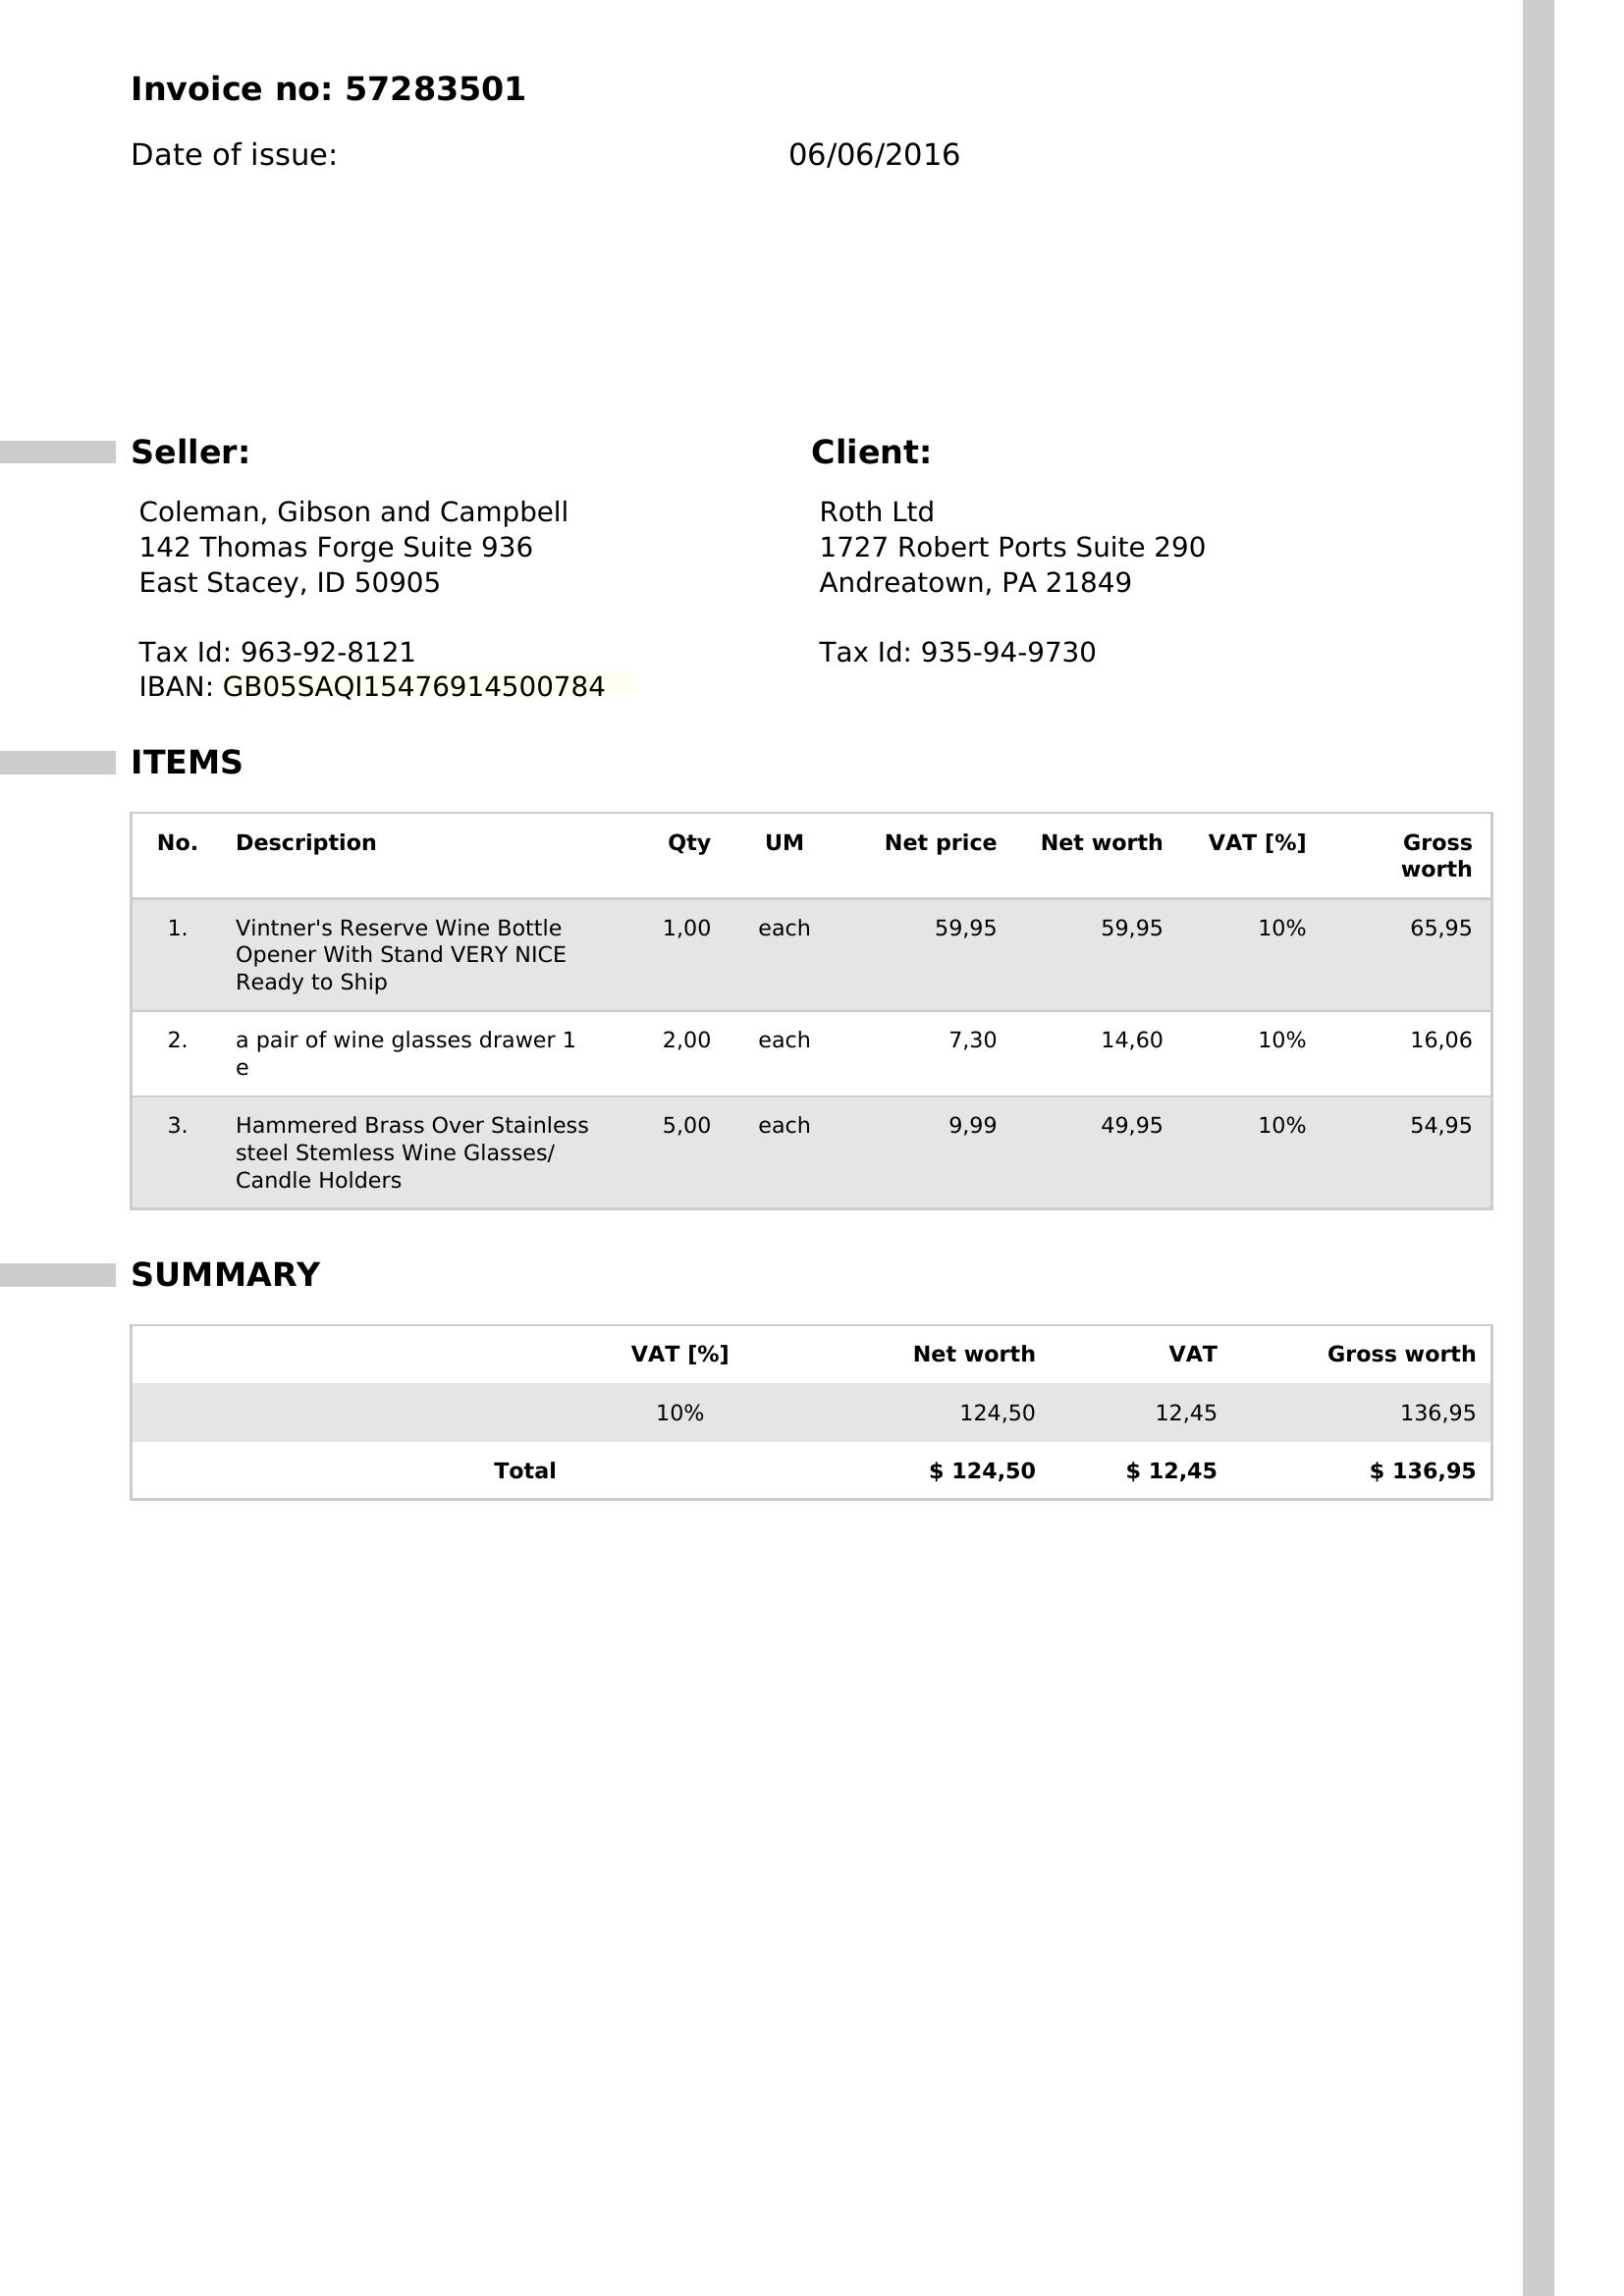 Invoice no: 57283501
Date of issue: 06/06/2016
Seller:
Coleman, Gibson and Campbell
142 Thomas Forge Suite 936
East Stacey, ID 50905
Tax Id: 963-92-8121
IBAN: GB05SAQI15476914500784
Client:
Roth Ltd
1727 Robert Ports Suite 290
Andreatown, PA 21849
Tax Id: 935-94-9730
ITEMS
No. Description Qty UM Net price Net worth VAT [%] Gross
worth
1. Vintner's Reserve Wine Bottle 1,00 each 59,95 59,95 10% 65,95
Opener With Stand VERY NICE
Ready to Ship
2. a pair of wine glasses drawer 1 2,00 each 7,30 14,60 10% 16,06
e
3. Hammered Brass Over Stainless 5,00 each 9,99 49,95 10% 54,95
steel Stemless Wine Glasses/
Candle Holders
SUMMARY
VAT [%] Net worth VAT Gross worth
10% 124,50 12,45 136,95
Total $ 124,50 $ 12,45 $ 136,95